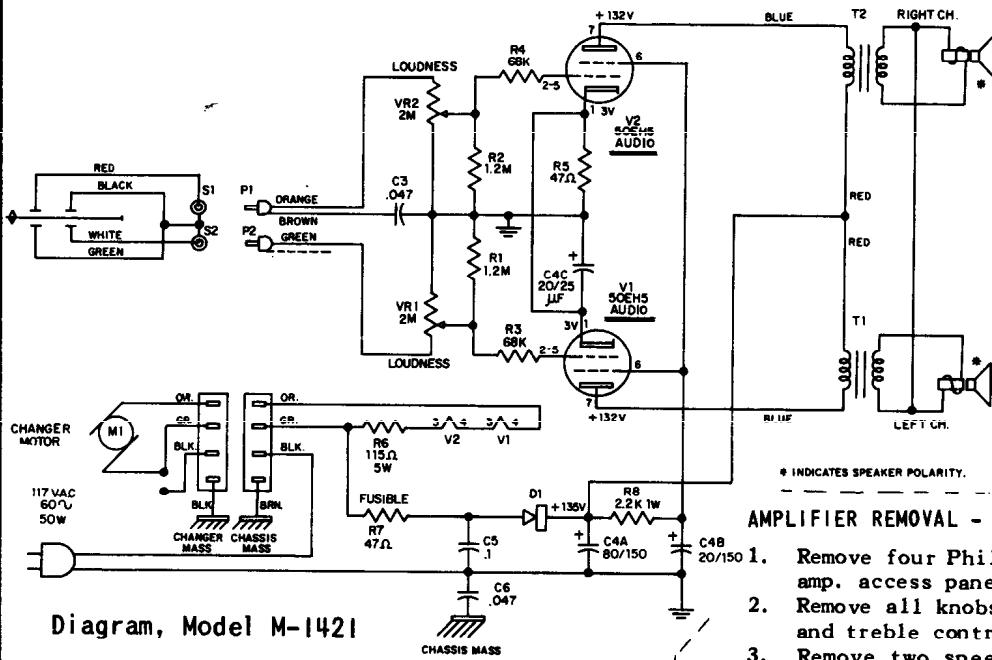 +132V
BLUE
T2
RIGHT CH.
7
R4
68K
6
LOUDNESS
2-5
*
VR2
2M
1
3V
V2
50EH5
AUDIO
R2
1.2M
R5
47Ω
RED
BLACK
S1
P1
ORANGE
C3
.047
RED
BROWN
WHITE
S2
P2
GREEN
RED
GREEN
R1
1.2M
+
C4C
20/25
µF
V1
50EH5
AUDIO
VR1
2M
T1
R3
68K
3V
1
2-5
6
*
LOUDNESS
7
+132V
BLUE
LEFT CH.
OR.
OR.
CHANGER
MOTOR
M1
GR.
GR.
3 4
3 4
BLK.
BLK.
R6
115Ω
5W
V2
V1
* INDICATES SPEAKER POLARITY.
117 VAC
60∿
50W
BLK
BRN.
FUSIBLE
D1
+135V
R8
2.2K 1W
AMPLIFIER REMOVAL -
CHANGER
MASS
CHASSIS
MASS
R7
47Ω
C5
.1
+
C4A
80/150
+
C4B
20/150
1. Remove four Phil
amp. access pane
C6
.047
2. Remove all knobs
and treble contr
Diagram, Model M-1421
CHASSIS MASS
3. Remove two spee